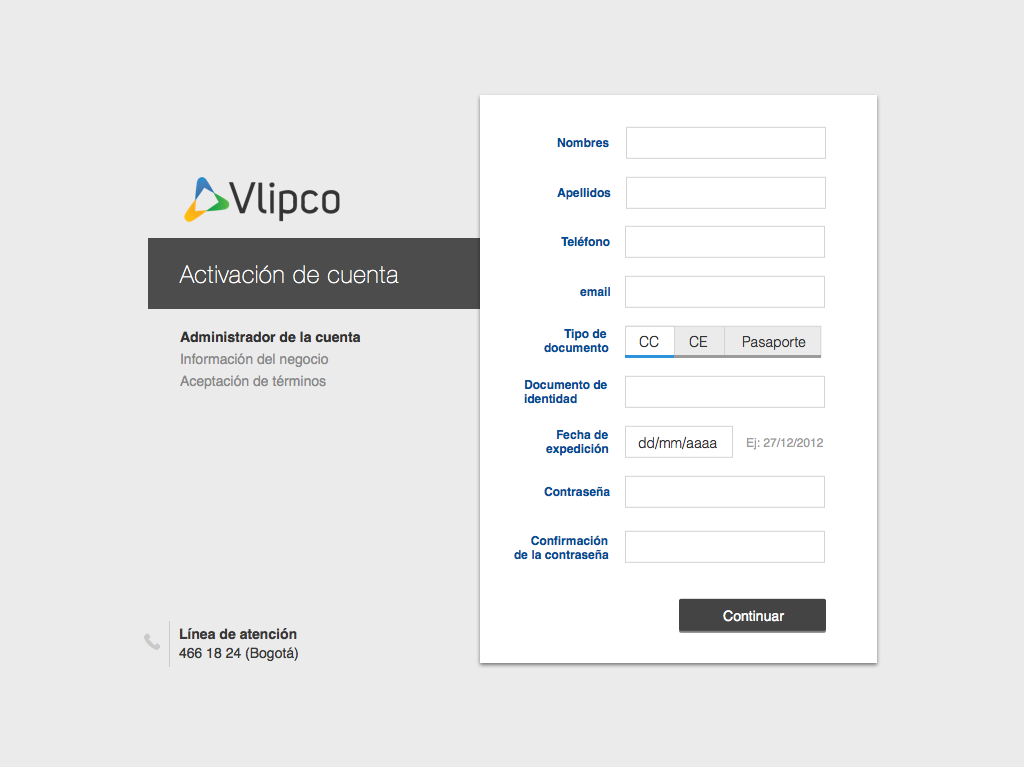 Vlipco
Activación de cuenta
Administrador de la cuenta
Información del negocio
Aceptación de términos
Línea de atención
466 18 24 (Bogotá)
Nombres
Apellidos
Teléfono
email
Tipo de
documento
CC CE Pasaporte
Documento de
identidad
Fecha de
expedición
dd/mm/aaaa Ej: 27/12/2012
Contraseña
Confirmación
de la contraseña
Continuar